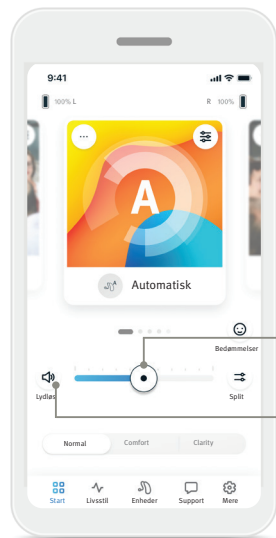 9:41
100% L
R 100%
A
Automatisk
Bedømmelser
Lydløs
Split
Normal Comfort Clarity
Start Livsstil Enheder Support Mere